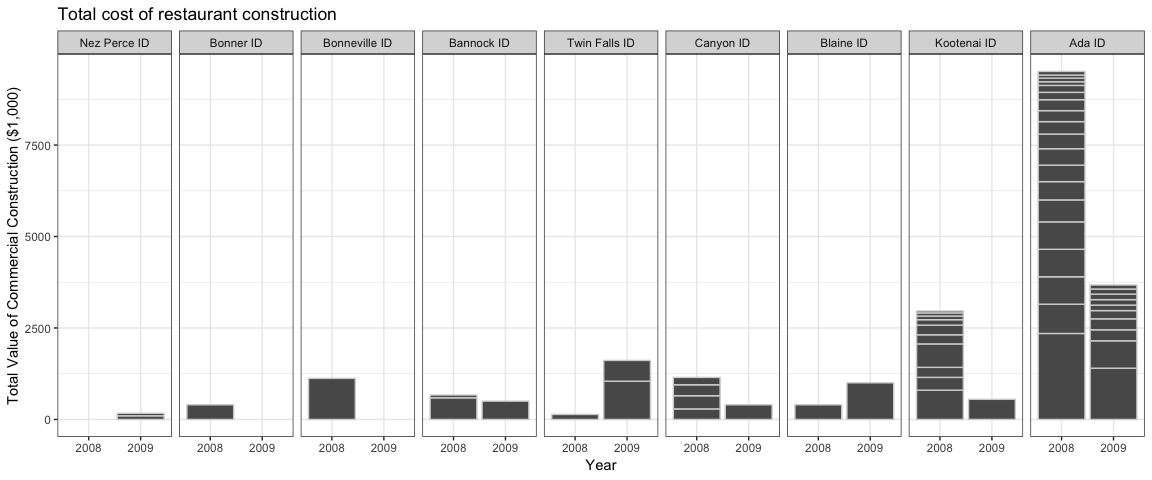 Total cost of restaurant construction
Nez Perce ID
Bonner ID
Bonneville ID
Bannock ID
Twin Falls ID
Canyon ID
Blaine ID
Kootenai ID
Ada ID
Total Value of Commercial Construction ($1,000)
7500
5000
2500
0
2008 2009 2008 2009 2008 2009 2008 2009 2008 2009 2008 2009 2008 2009 2008 2009 2008 2009
Year